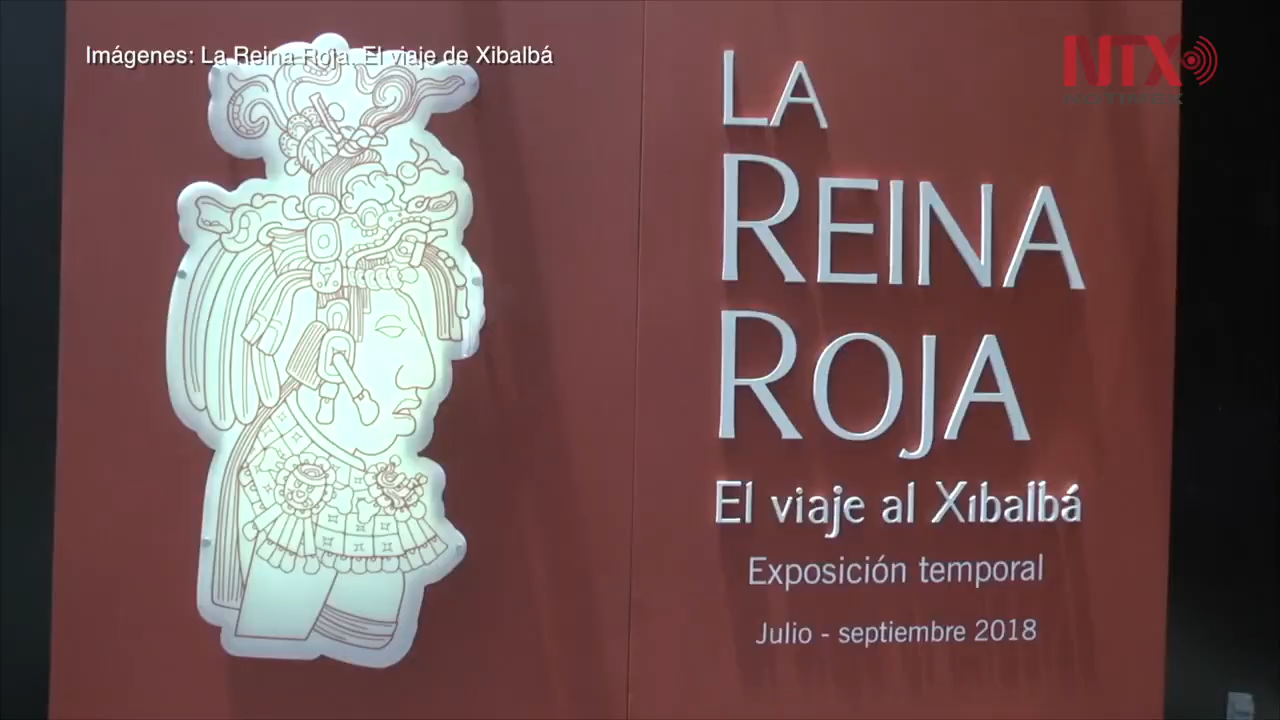 Imágenes: La Reina Roja. El viaje de Xibalbá
NTX
NOTIMEX
LA
REINA
ROJA
El viaje al Xibalbá
Exposición temporal
Julio - septiembre 2018